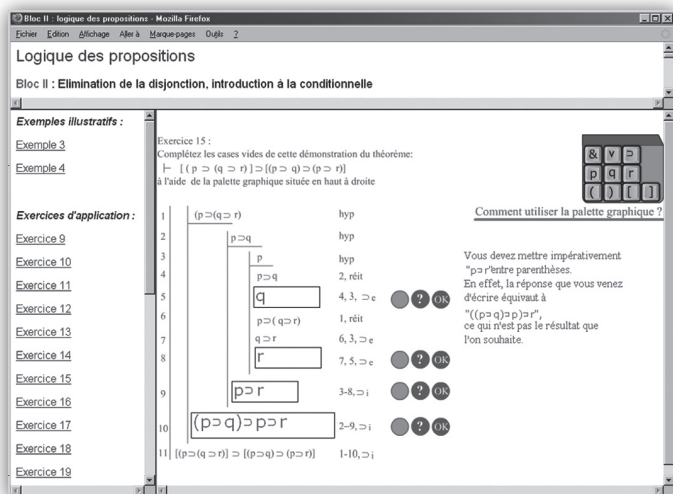 Bloc II : logique des propositions - Mozilla Firefox
Fichier Edition Affichage Aller à Marque-pages Outils ?
Logique des propositions
Bloc II : Elimination de la disjonction, introduction à la conditionnelle
Exemples illustratifs :
Exemple 3
Exemple 4
Exercices d'application :
Exercice 9
Exercice 10
Exercice 11
Exercice 12
Exercice 13
Exercice 14
Exercice 15
Exercice 16
Exercice 17
Exercice 18
Exercice 19
Exercice 15 :
Complétez les cases vides de cette démonstration du théorème:
⊢ [ ( p ⊃ (q ⊃ r) ] ⊃ [(p ⊃ q) ⊃ (p ⊃ r)]
à l'aide de la palette graphique située en haut à droite
& ∨ ⊃
p q r
( ) [ ]
Comment utiliser la palette graphique ?
1 (p⊃(q⊃ r) hyp
2 p⊃q hyp
3 p hyp
4 p⊃q 2, réit
5 q 4, 3, ⊃e ? OK
6 p⊃( q⊃r) 1, réit
7 q⊃r 6, 3, ⊃e
8 r 7, 5, ⊃e ? OK
9 p⊃r 3-8, ⊃i ? OK
10 (p⊃q)⊃p⊃r 2--9, ⊃i ? OK
11 [(p⊃(q⊃ r)] ⊃ [(p⊃q) ⊃ (p⊃r)] 1-10, ⊃i
Vous devez mettre impérativement
"p⊃r'entre parenthèses.
En effet, la réponse que vous venez
d'écrire équivaut à
"((p⊃q)⊃p)⊃r",
ce qui n'est pas le résultat que
l'on souhaite.